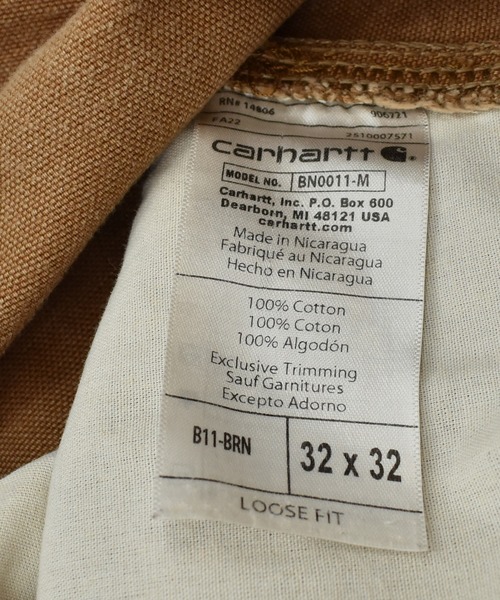 RN# 14806 906721
FA22 2510007571
carhartt
MODEL NO. BN0011-M
Carhartt, Inc. P.O. Box 600
Dearborn, MI 48121 USA
carhartt.com
Made in Nicaragua
Fabriqué au Nicaragua
Hecho en Nicaragua
100% Cotton
100% Coton
100% Algodón
Exclusive Trimming
Sauf Garnitures
Excepto Adorno
B11-BRN 32 x 32
LOOSE FIT